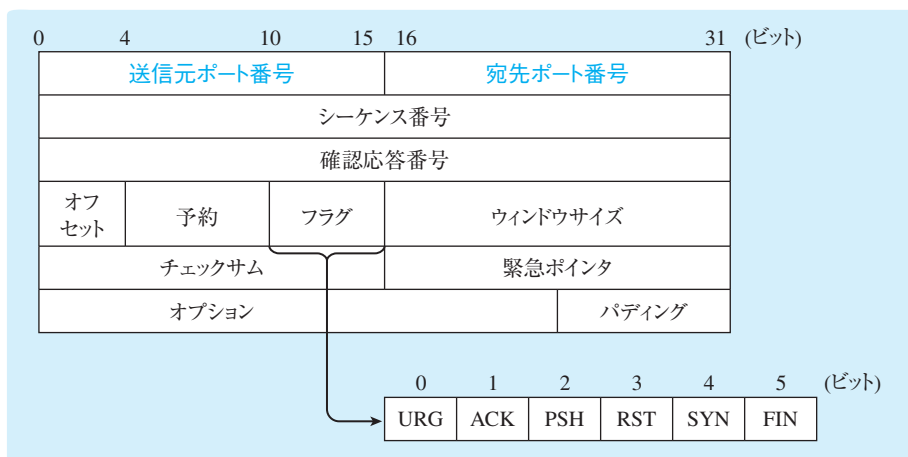 0 4 10 15 16 31 (ビット)
送信元ポート番号 宛先ポート番号
シーケンス番号
確認応答番号
オフ
セット 予約 フラグ ウィンドウサイズ
チェックサム 緊急ポインタ
オプション パディング
0 1 2 3 4 5 (ビット)
URG ACK PSH RST SYN FIN